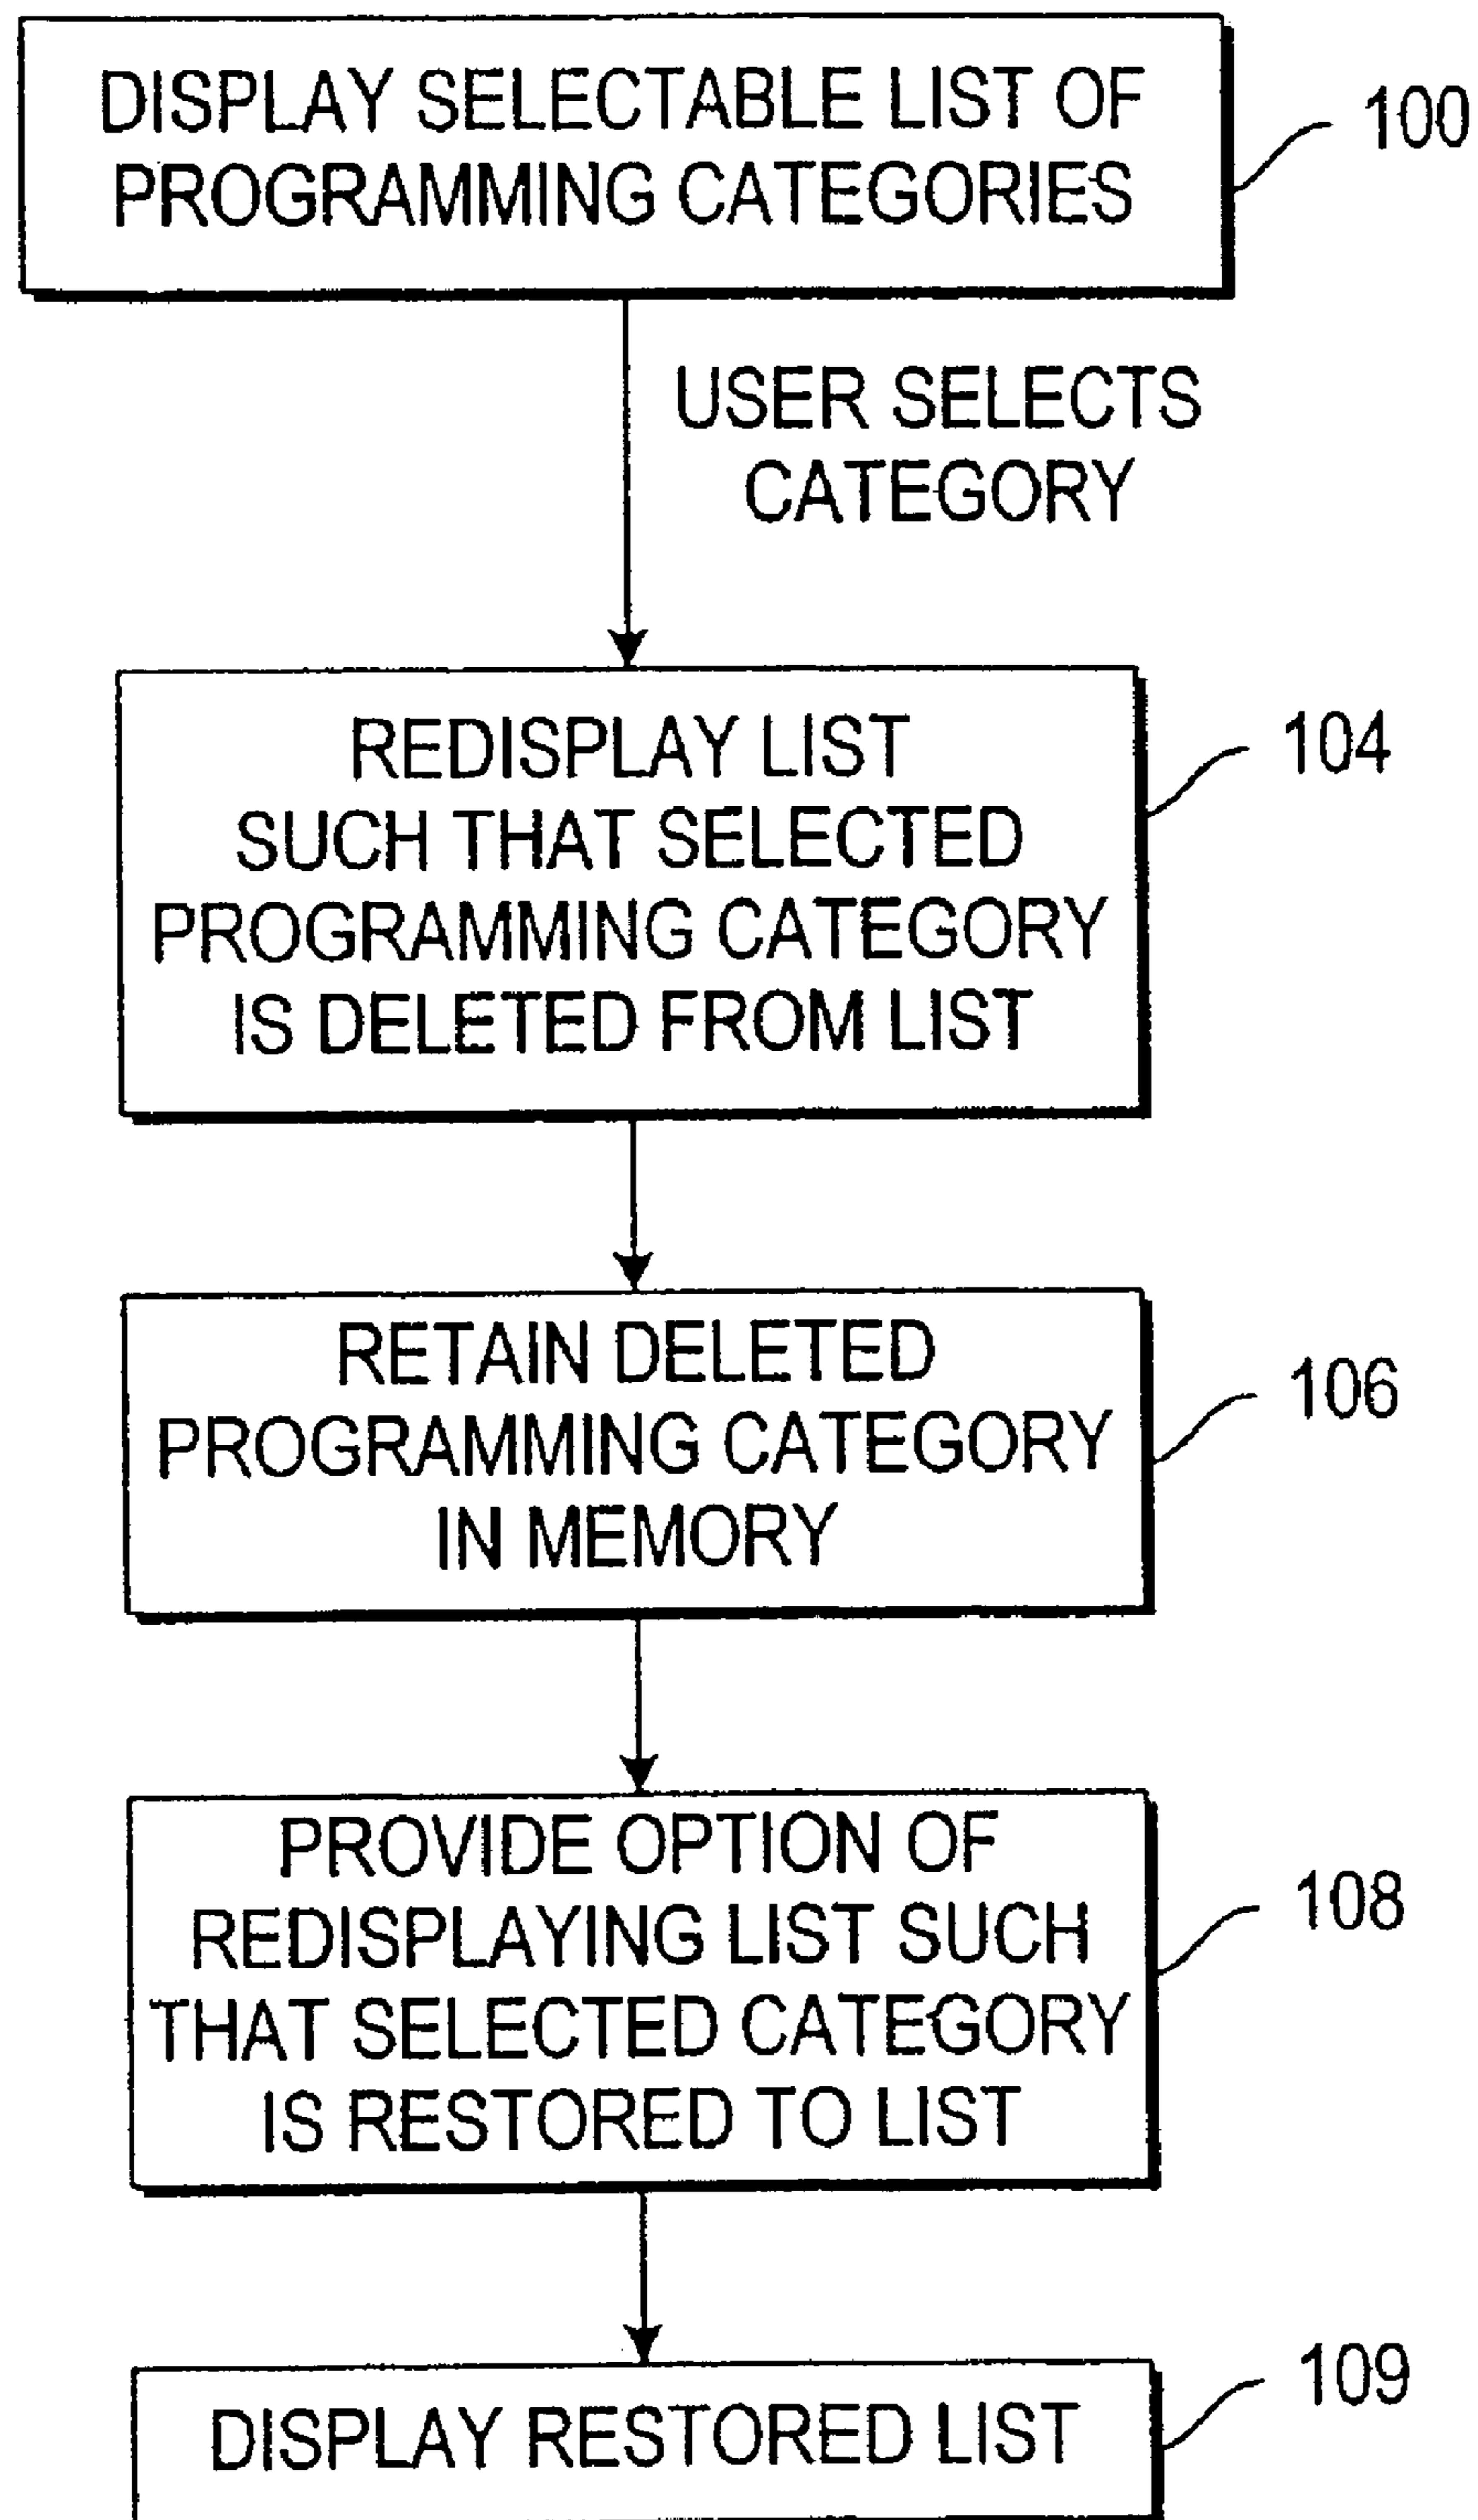 DISPLAY SELECTABLE LIST OF
PROGRAMMING CATEGORIES
100
USER SELECTS
CATEGORY
REDISPLAY LIST
SUCH THAT SELECTED
PROGRAMMING CATEGORY
IS DELETED FROM LIST
104
RETAIN DELETED
PROGRAMMING CATEGORY
IN MEMORY
106
PROVIDE OPTION OF
REDISPLAYING LIST SUCH
THAT SELECTED CATEGORY
IS RESTORED TO LIST
108
DISPLAY RESTORED LIST
109